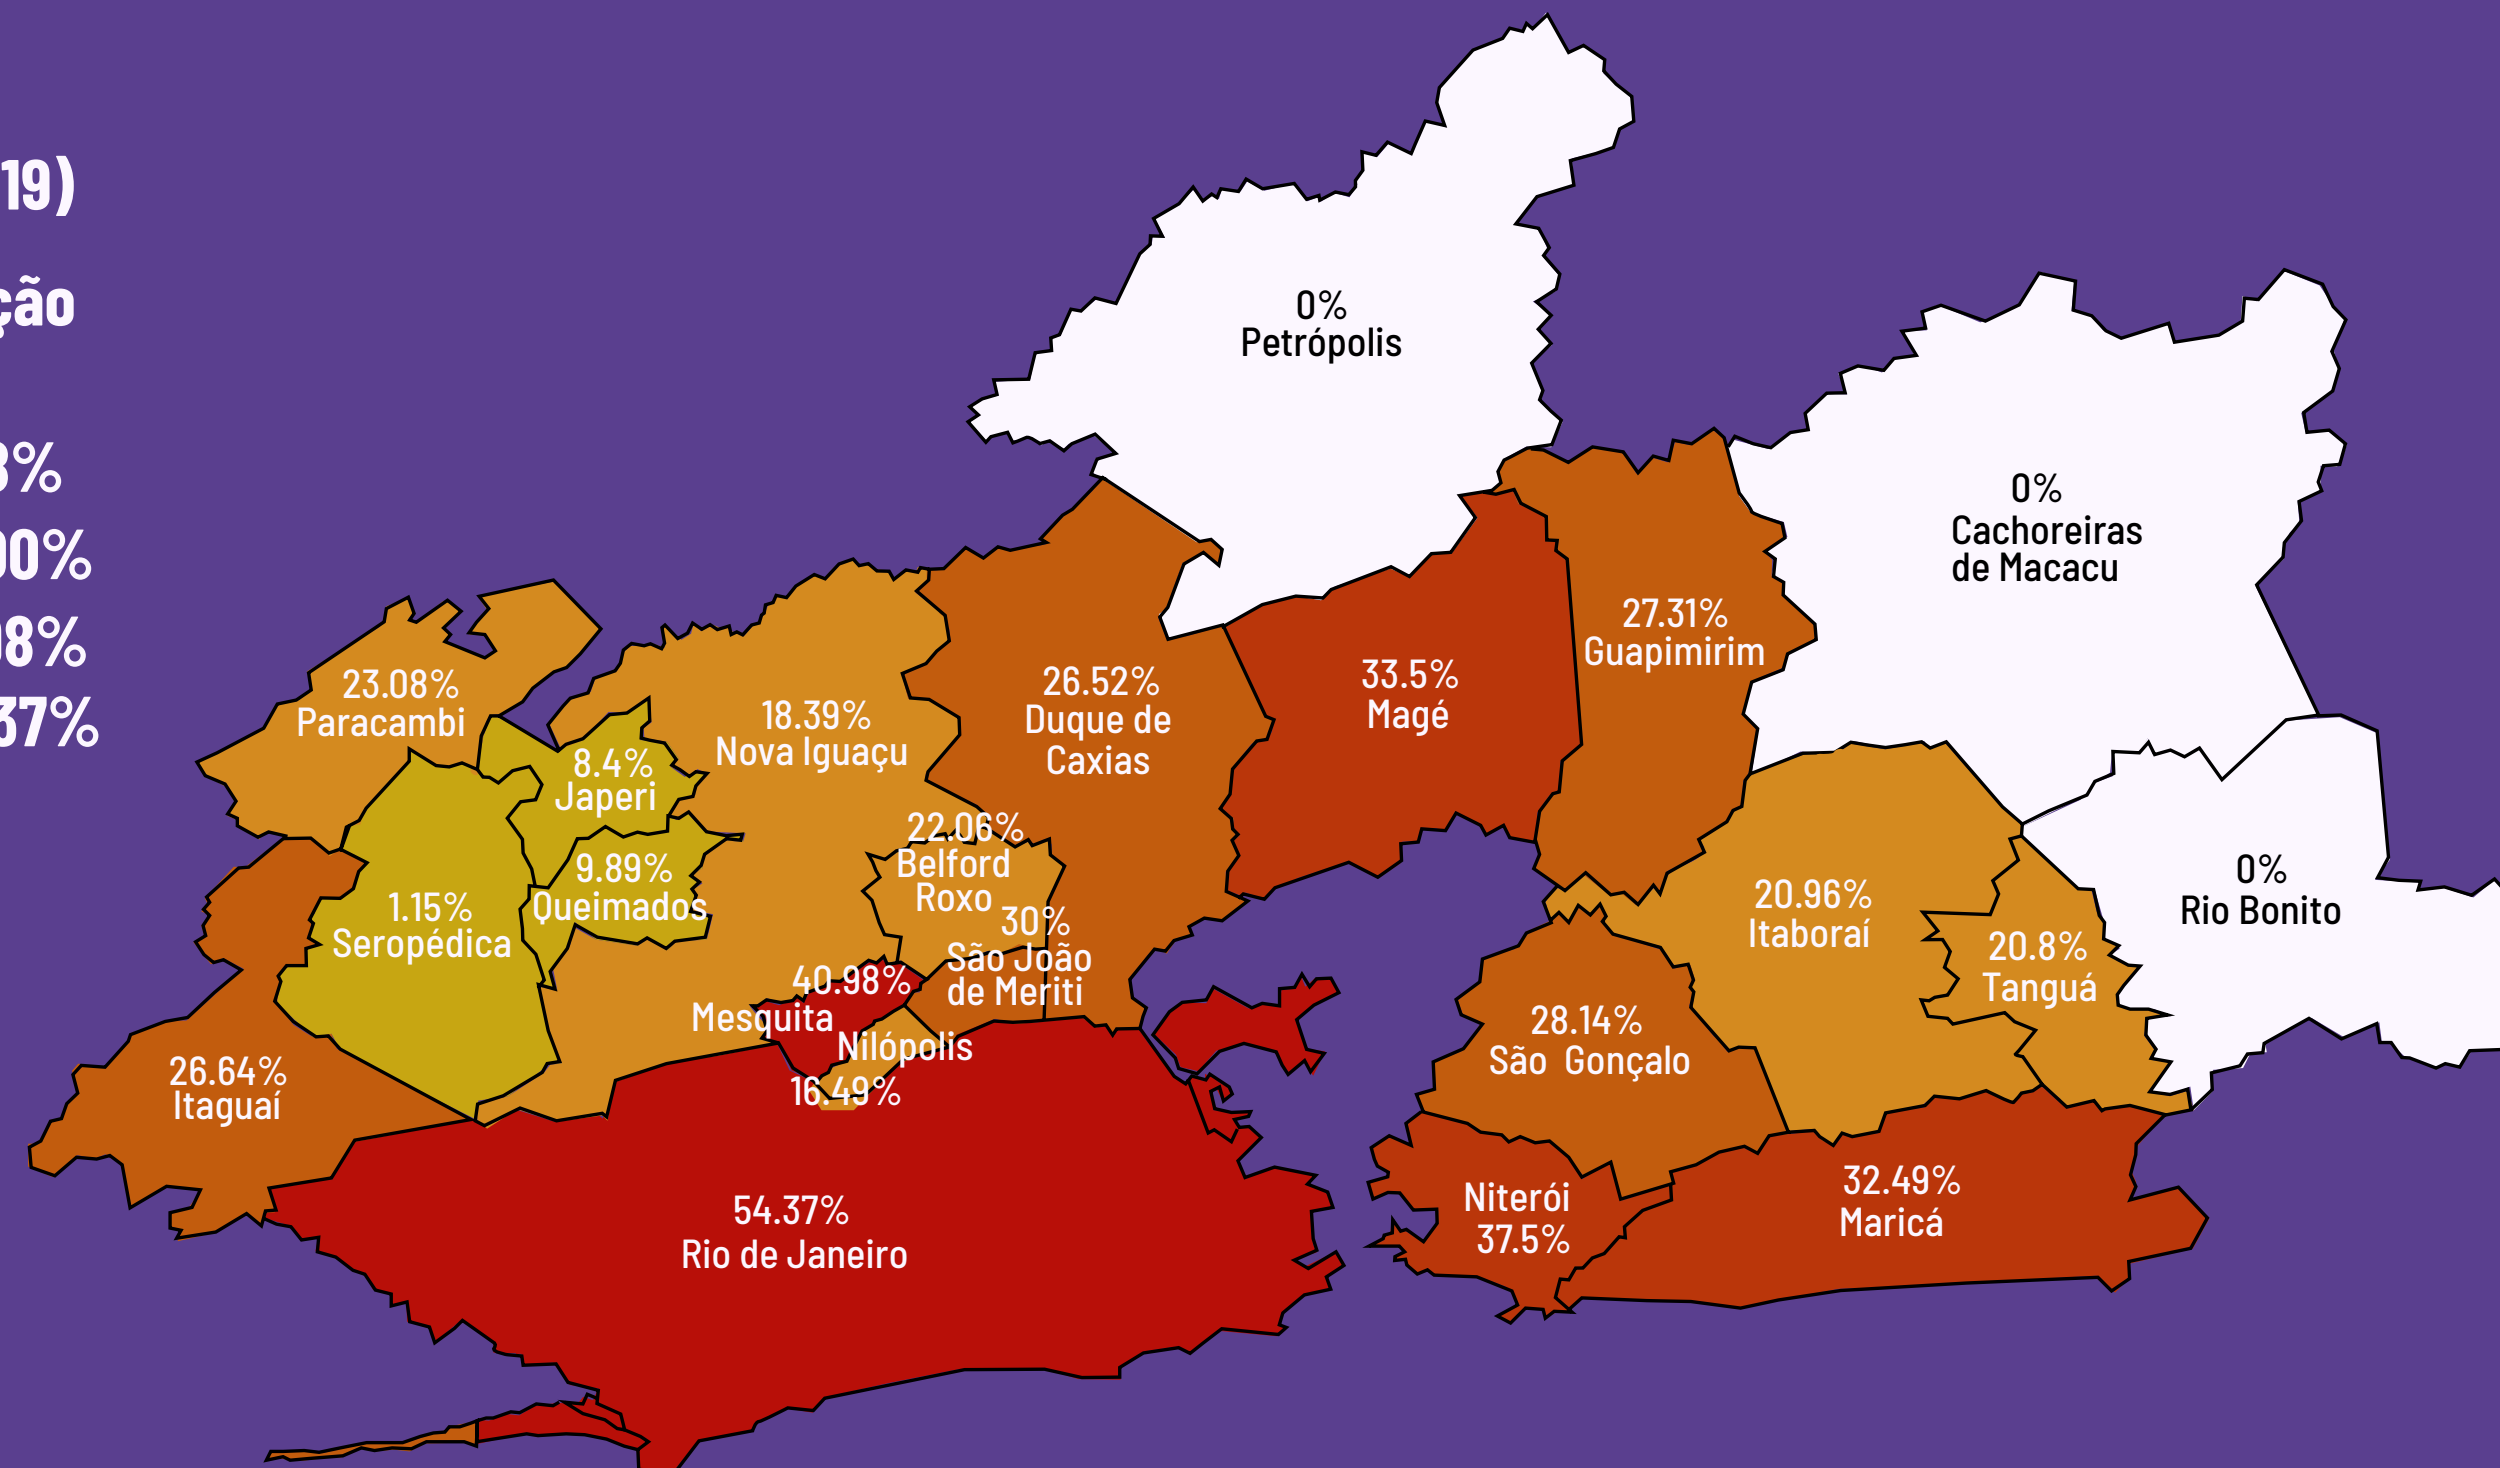 19)
ção
3%
00%
08%
37%
0%
Petrópolis
0%
Cachoreiras
de Macacu
27.31%
Guapimirim
33.5%
Magé
26.52%
Duque de
Caxias
23.08%
Paracambi
18.39%
Nova Iguaçu
8.4%
Japeri
22.06%
Belford
Roxo
9.89%
Queimados
1.15%
Seropédica
30%
São João
de Meriti
40.98%
Mesquita
Nilópolis
16.49%
0%
Rio Bonito
20.96%
Itaboraí
20.8%
Tanguá
28.14%
São Gonçalo
26.64%
Itaguaí
54.37%
Rio de Janeiro
Niterói
37.5%
32.49%
Maricá